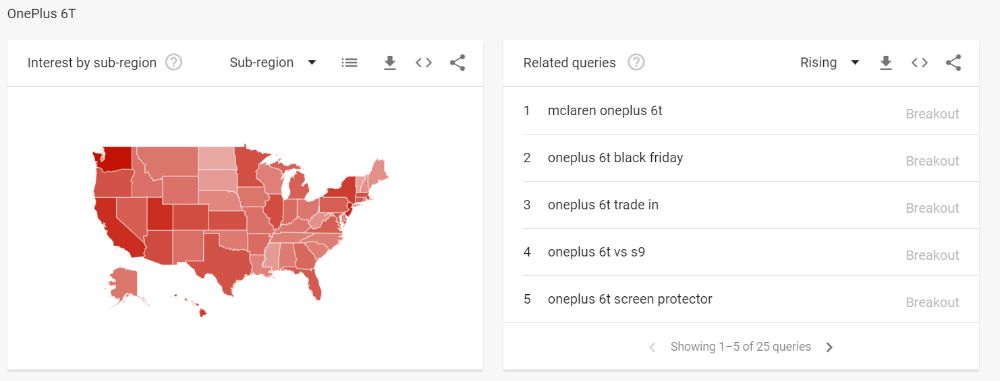 OnePlus 6T
Interest by sub-region
Sub-region
Related queries
Rising
1 mclaren oneplus 6t Breakout
2 oneplus 6t black friday Breakout
3 oneplus 6t trade in Breakout
4 oneplus 6t vs s9 Breakout
5 oneplus 6t screen protector Breakout
Showing 1–5 of 25 queries